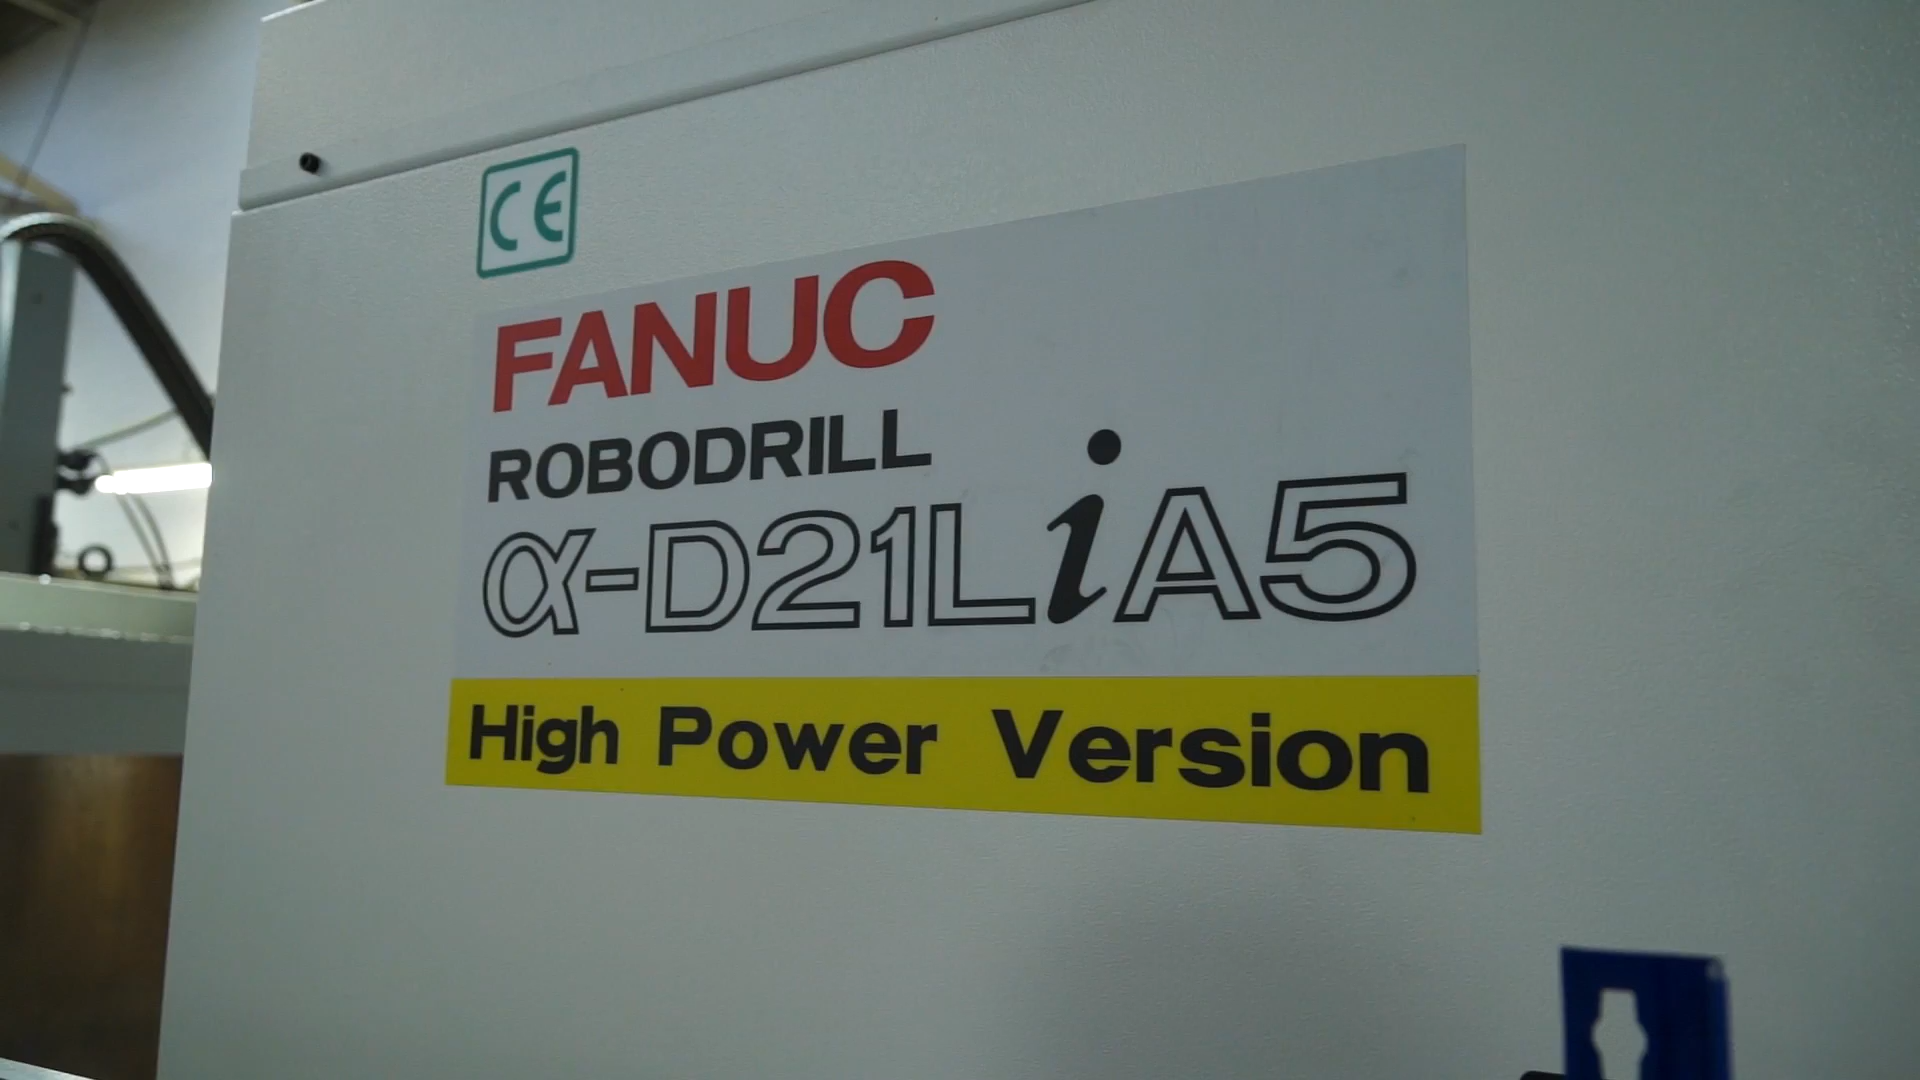 CE
FANUC
ROBODRILL
α-D21LiA5
High Power Version